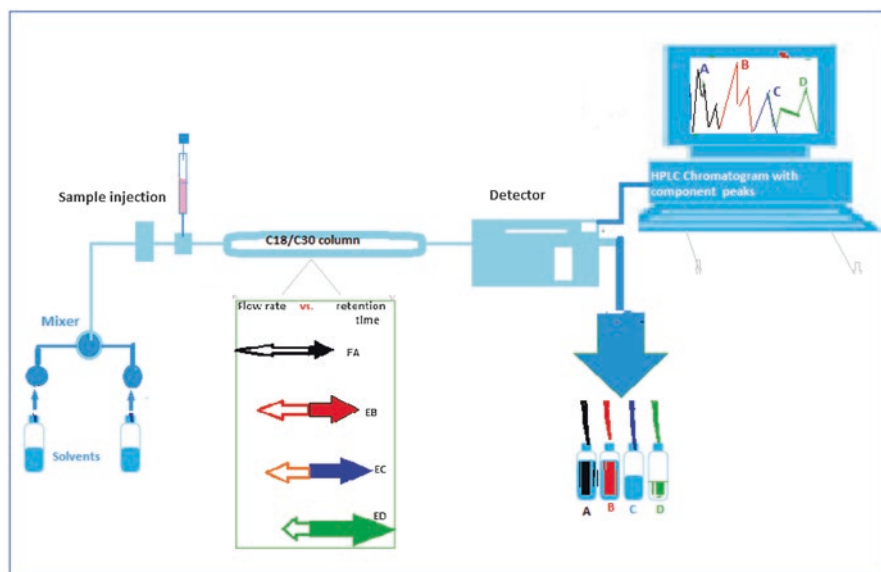 A
B
C
D
HPLC Chromatogram with
component peaks
Sample injection
Detector
C18/C30 column
Flow rate vs. retention
time
Mixer
FA
EB
EC
ED
Solvents
A B C D